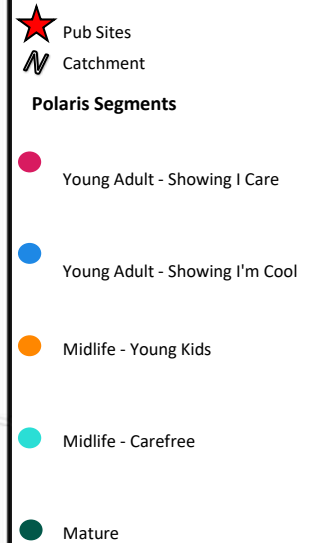 Pub Sites
Catchment
Polaris Segments
Young Adult - Showing I Care
Young Adult - Showing I'm Cool
Midlife - Young Kids
Midlife - Carefree
Mature